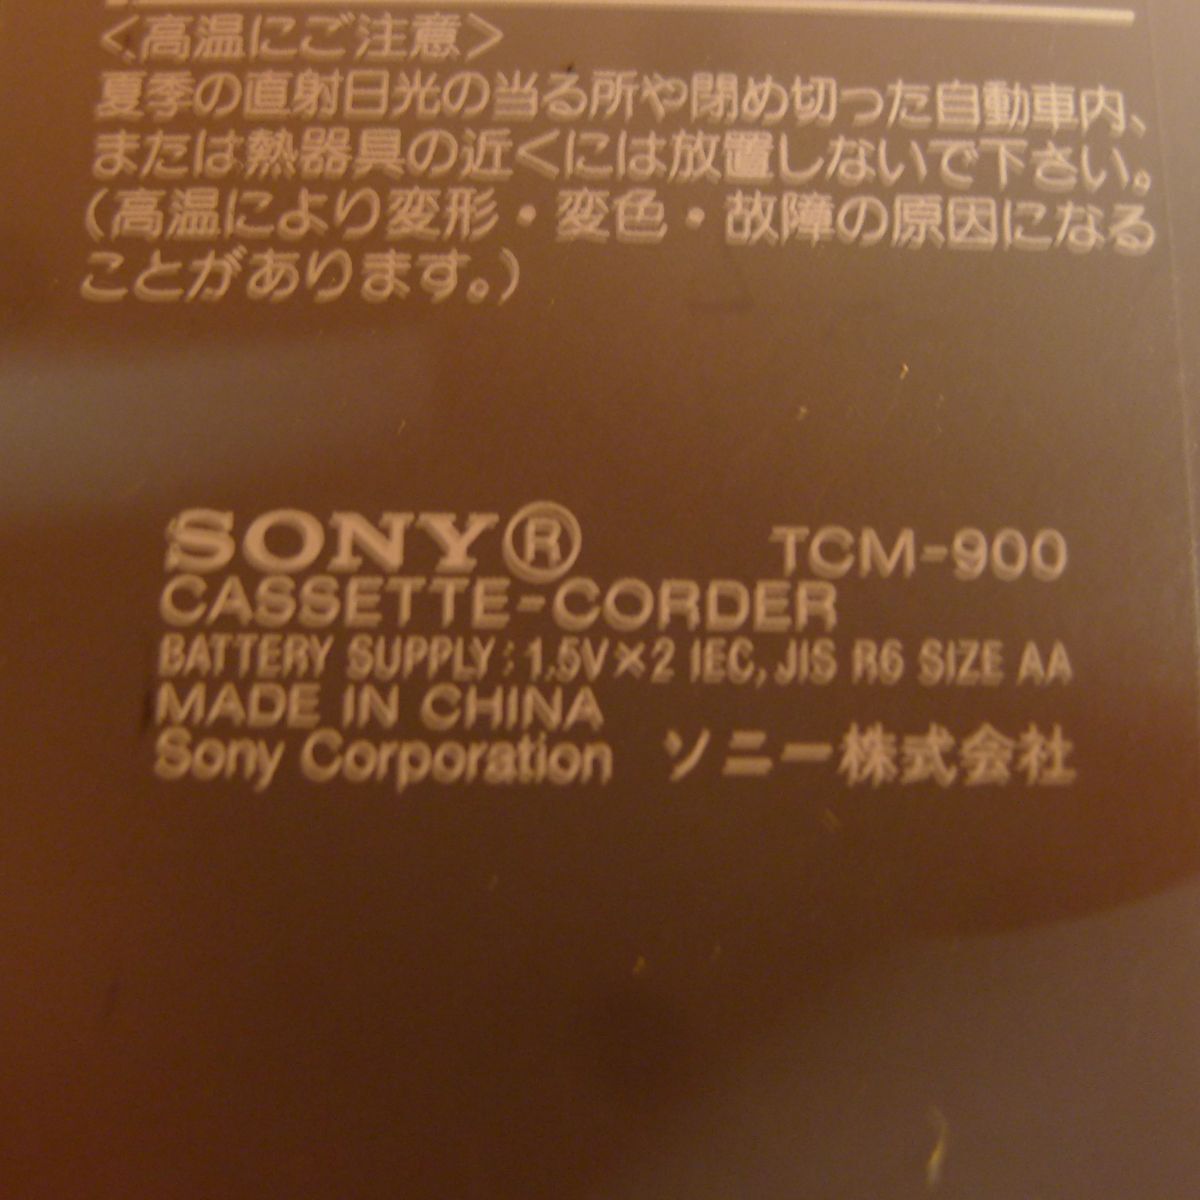 〈高温にご注意〉
夏季の直射日光の当る所や閉め切った自動車内、
または熱器具の近くには放置しないで下さい。
(高温により変形・変色・故障の原因になる
ことがあります。)
SONY® TCM-900
CASSETTE-CORDER
BATTERY SUPPLY: 1.5V×2 IEC, JIS R6 SIZE AA
MADE IN CHINA
Sony Corporation ソニー株式会社